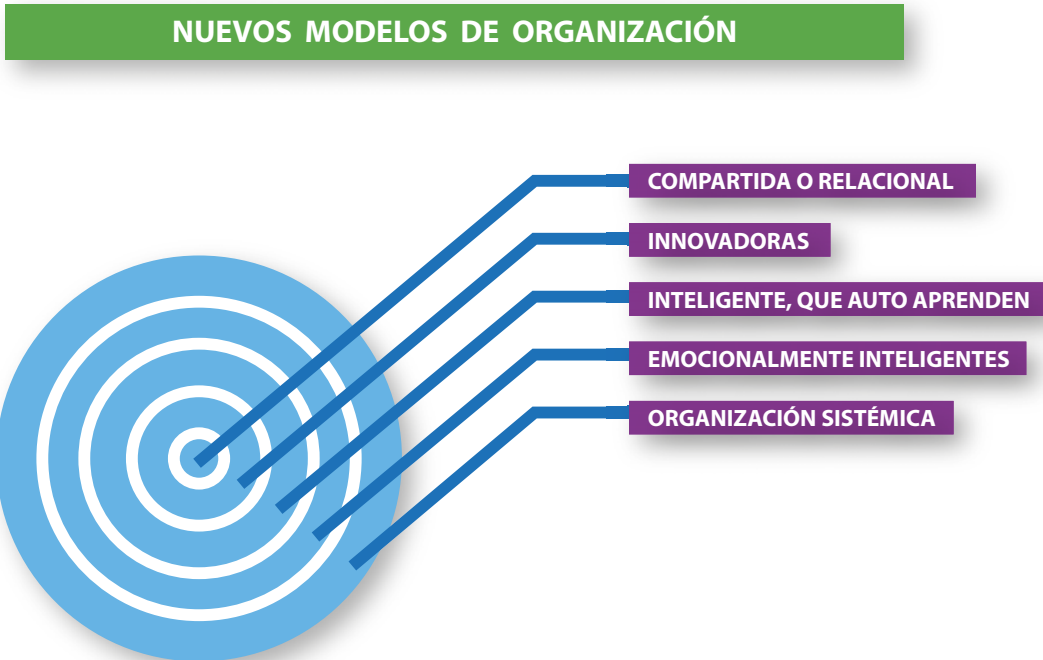 NUEVOS MODELOS DE ORGANIZACIÓN
COMPARTIDA O RELACIONAL
INNOVADORAS
INTELIGENTE, QUE AUTO APRENDEN
EMOCIONALMENTE INTELIGENTES
ORGANIZACIÓN SISTÉMICA